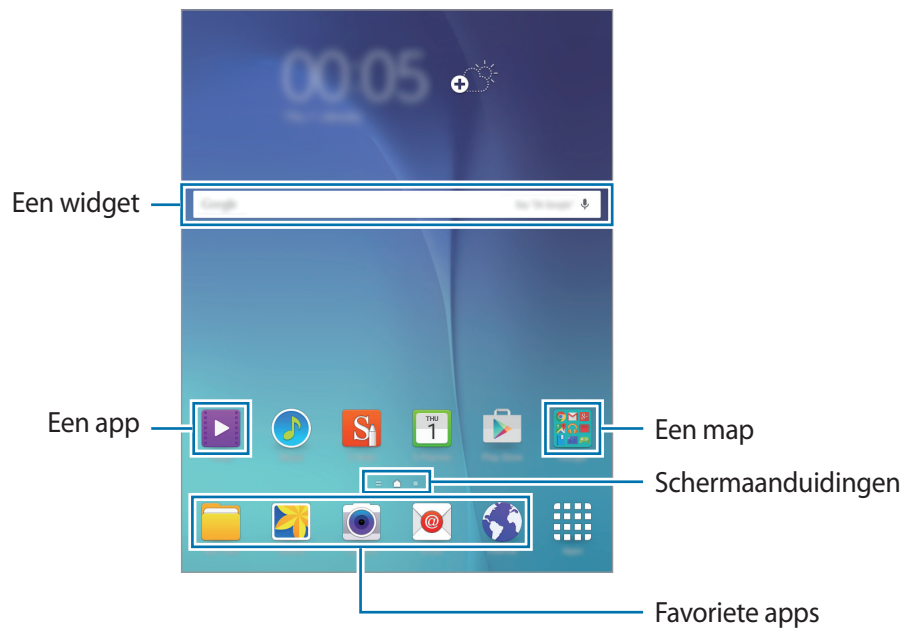 00:05
Een widget
Google
Een app
THU
1
Een map
Schermaanduidingen
Favoriete apps